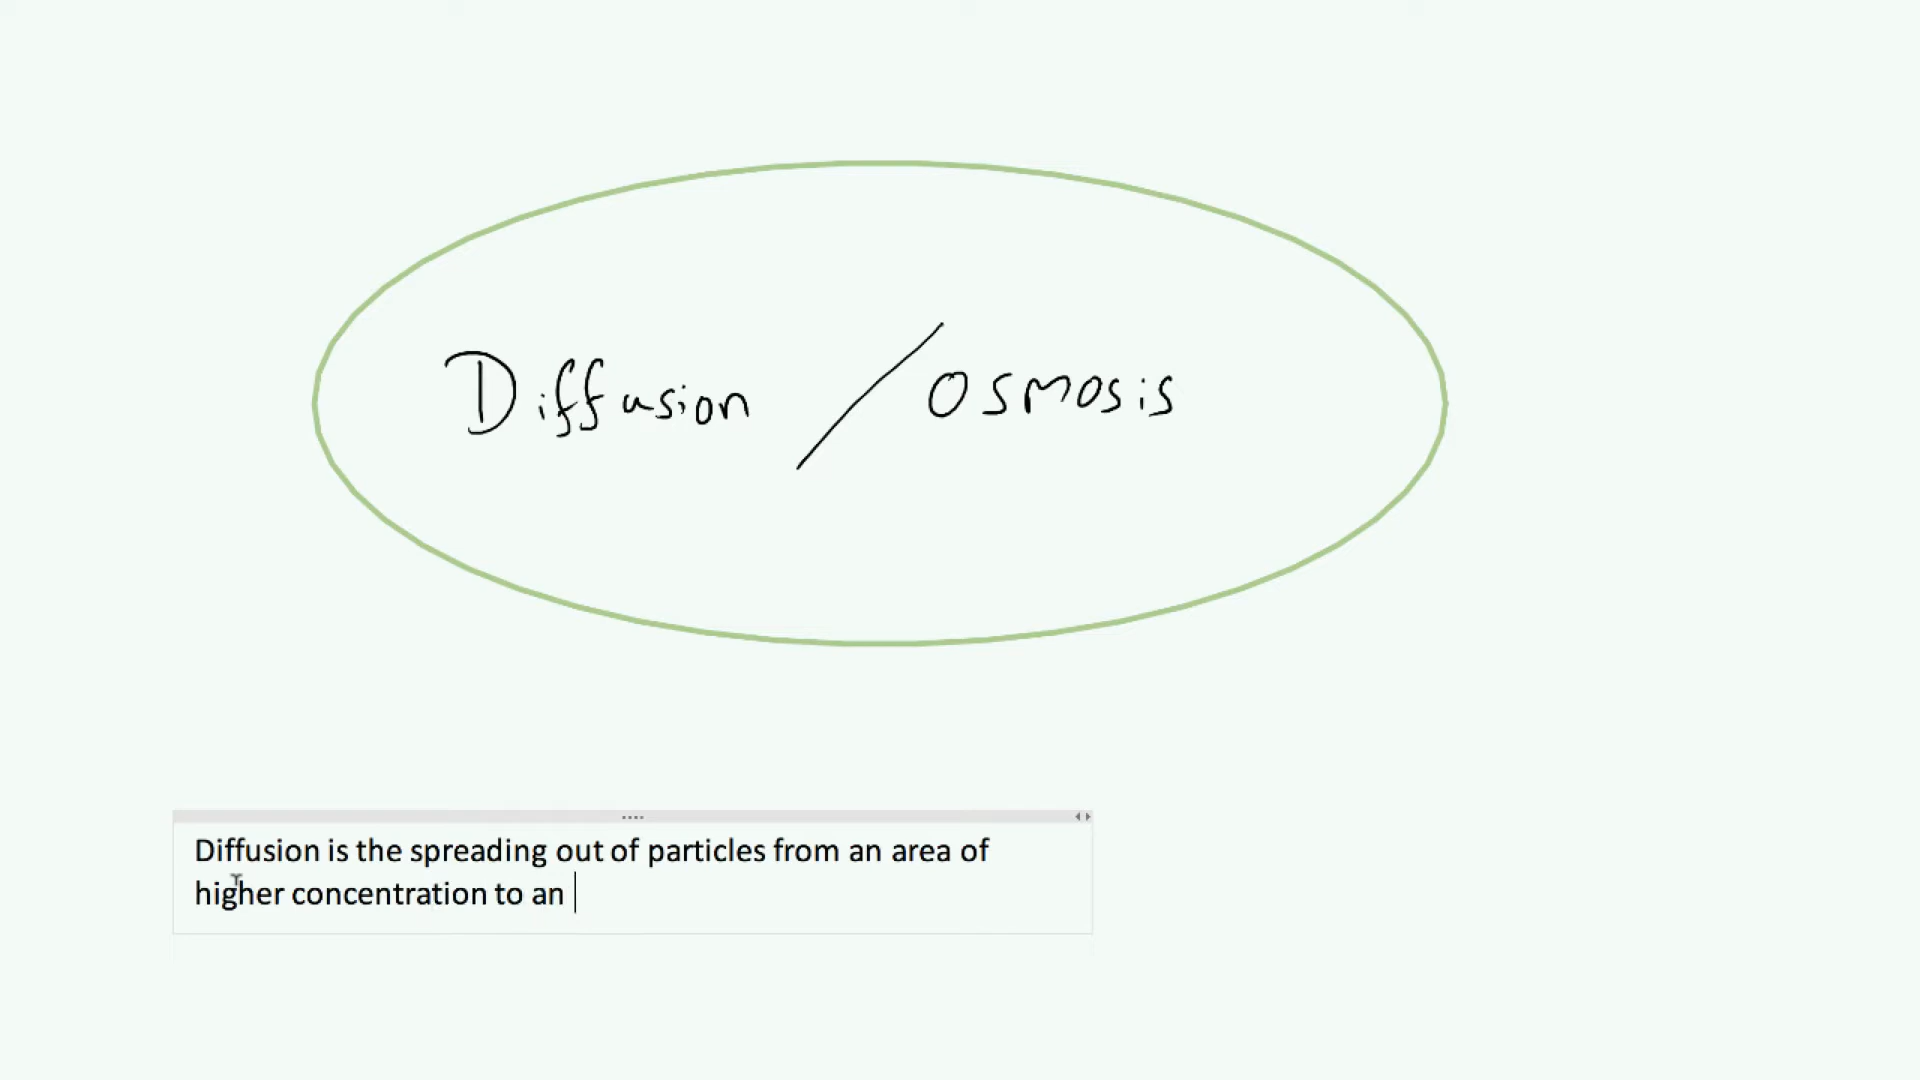 Diffusion / Osmosis
Diffusion is the spreading out of particles from an area of
higher concentration to an